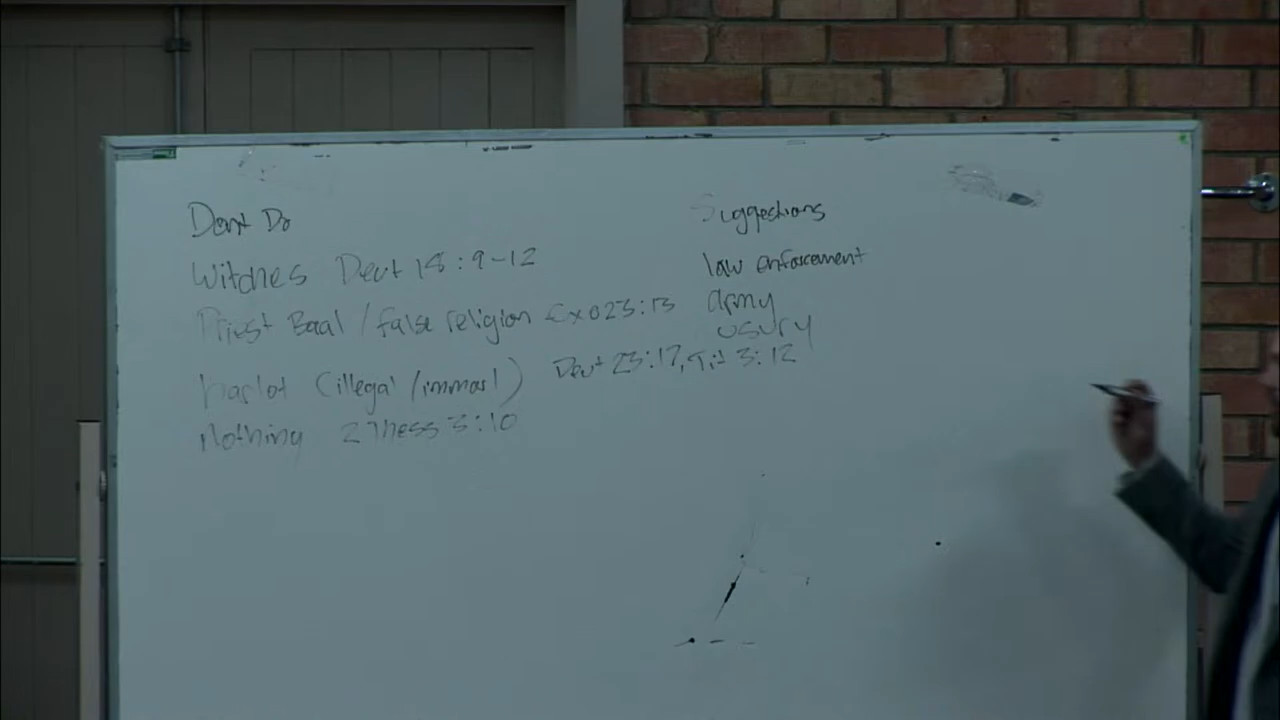 Dont Do
Witches Deut 18:9-12
Priest Baal / false religion Exo 23:13
Harlot (illegal / immoral) Deut 23:17, Tit 3:12
Nothing 2 Thess 3:10
Suggestions
law enforcement
army
usury